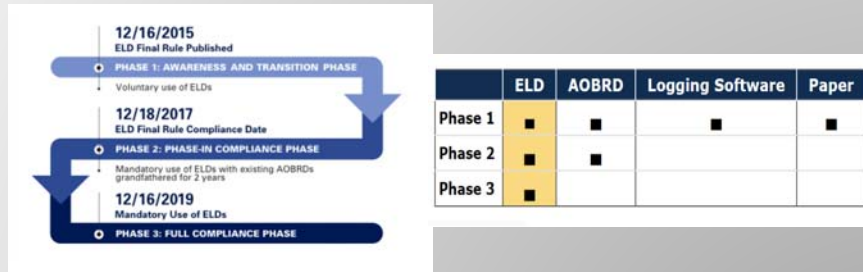 12/16/2015
ELD Final Rule Published
PHASE 1: AWARENESS AND TRANSITION PHASE
Voluntary use of ELDs
12/18/2017
ELD Final Rule Compliance Date
PHASE 2: PHASE-IN COMPLIANCE PHASE
Mandatory use of ELDs with existing AOBRDs
grandfathered for 2 years
12/16/2019
Mandatory Use of ELDs
PHASE 3: FULL COMPLIANCE PHASE
ELD AOBRD Logging Software Paper
Phase 1 ■ ■ ■ ■
Phase 2 ■ ■
Phase 3 ■